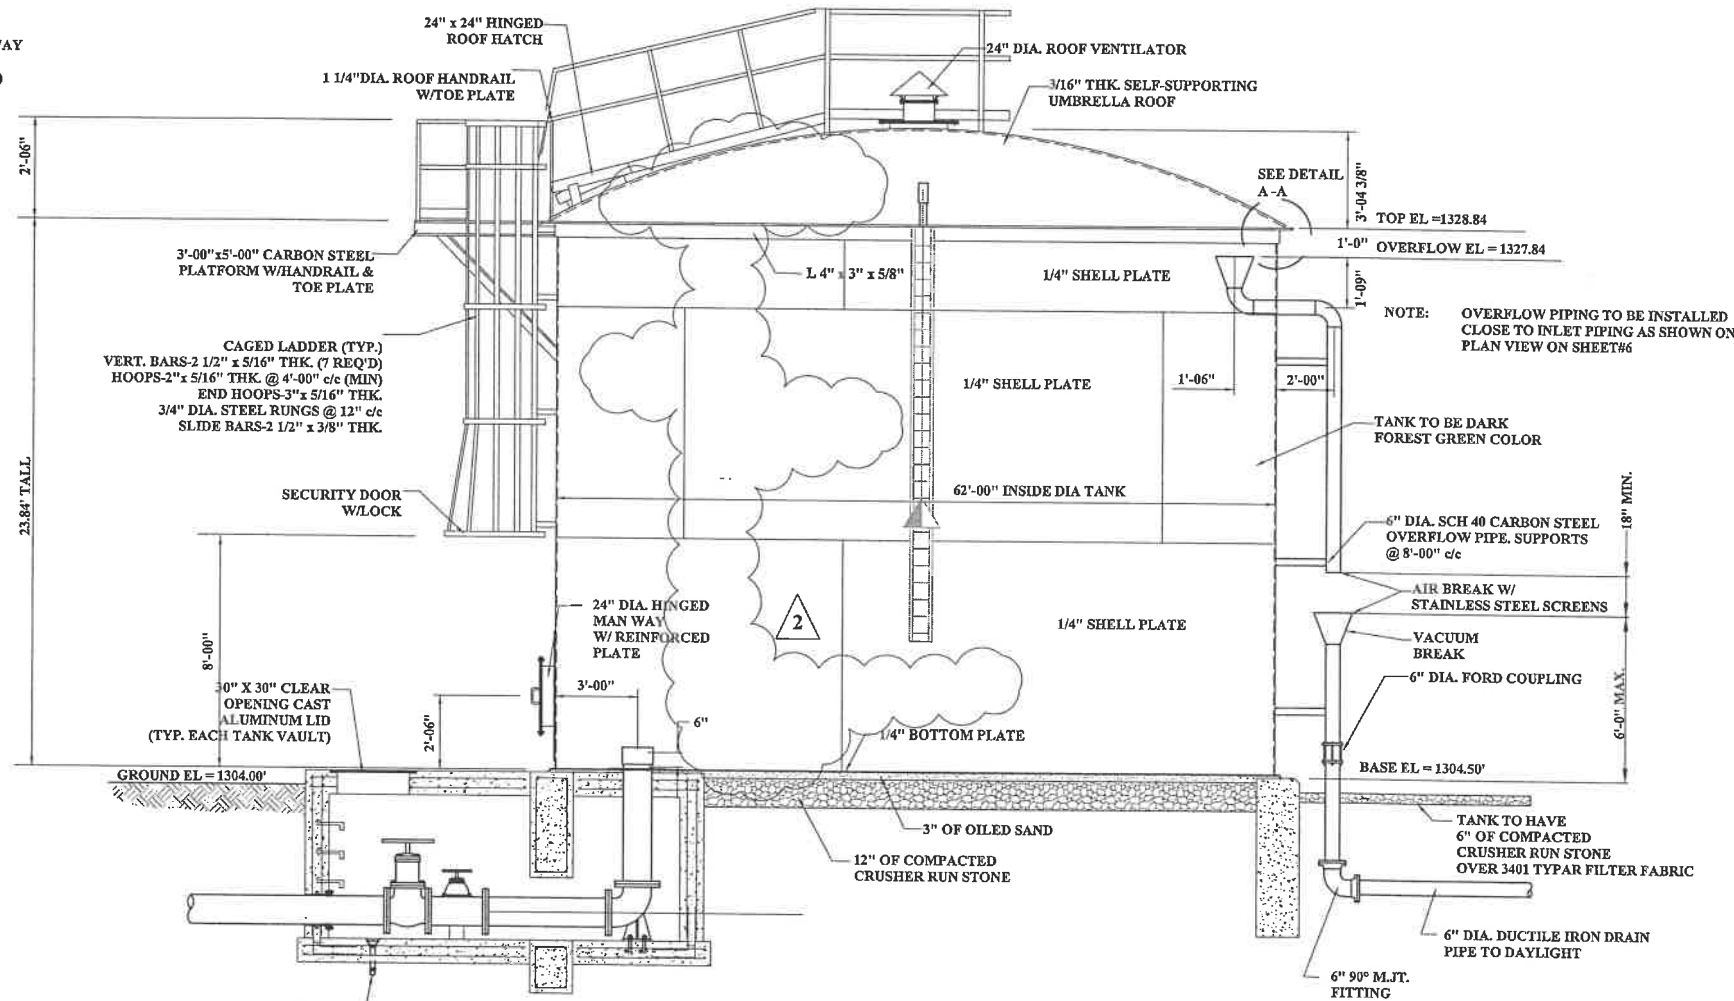 24" x 24" HINGED
ROOF HATCH
1 1/4"DIA. ROOF HANDRAIL
W/TOE PLATE
24" DIA. ROOF VENTILATOR
3/16" THK. SELF-SUPPORTING
UMBRELLA ROOF
2'-06"
SEE DETAIL
A-A
3'-04 3/8"
TOP EL =1328.84
1'-0"
OVERFLOW EL = 1327.84
1'-09"
3'-00"x5'-00" CARBON STEEL
PLATFORM W/HANDRAIL &
TOE PLATE
L 4" x 3" x 5/8"
1/4" SHELL PLATE
NOTE: OVERFLOW PIPING TO BE INSTALLED
CLOSE TO INLET PIPING AS SHOWN ON
PLAN VIEW ON SHEET#6
CAGED LADDER (TYP.)
VERT. BARS-2 1/2" x 5/16" THK. (7 REQ'D)
HOOPS-2"x 5/16" THK. @ 4'-00" c/c (MIN)
END HOOPS-3"x 5/16" THK.
3/4" DIA. STEEL RUNGS @ 12" c/c
SLIDE BARS-2 1/2" x 3/8" THK.
1/4" SHELL PLATE
1'-06"
2'-00"
TANK TO BE DARK
FOREST GREEN COLOR
23.84' TALL
SECURITY DOOR
W/LOCK
62'-00" INSIDE DIA TANK
18" MIN.
6" DIA. SCH 40 CARBON STEEL
OVERFLOW PIPE. SUPPORTS
@ 8'-00" c/c
AIR BREAK W/
STAINLESS STEEL SCREENS
24" DIA. HINGED
MAN WAY
W/ REINFORCED
PLATE
2
1/4" SHELL PLATE
VACUUM
BREAK
8'-00"
30" X 30" CLEAR
OPENING CAST
ALUMINUM LID
(TYP. EACH TANK VAULT)
3'-00"
2'-06"
6"
1/4" BOTTOM PLATE
6" DIA. FORD COUPLING
6'-0" MAX.
GROUND EL = 1304.00'
BASE EL = 1304.50'
3" OF OILED SAND
12" OF COMPACTED
CRUSHER RUN STONE
TANK TO HAVE
6" OF COMPACTED
CRUSHER RUN STONE
OVER 3401 TYPAR FILTER FABRIC
6" DIA. DUCTILE IRON DRAIN
PIPE TO DAYLIGHT
6" 90° M.JT.
FITTING